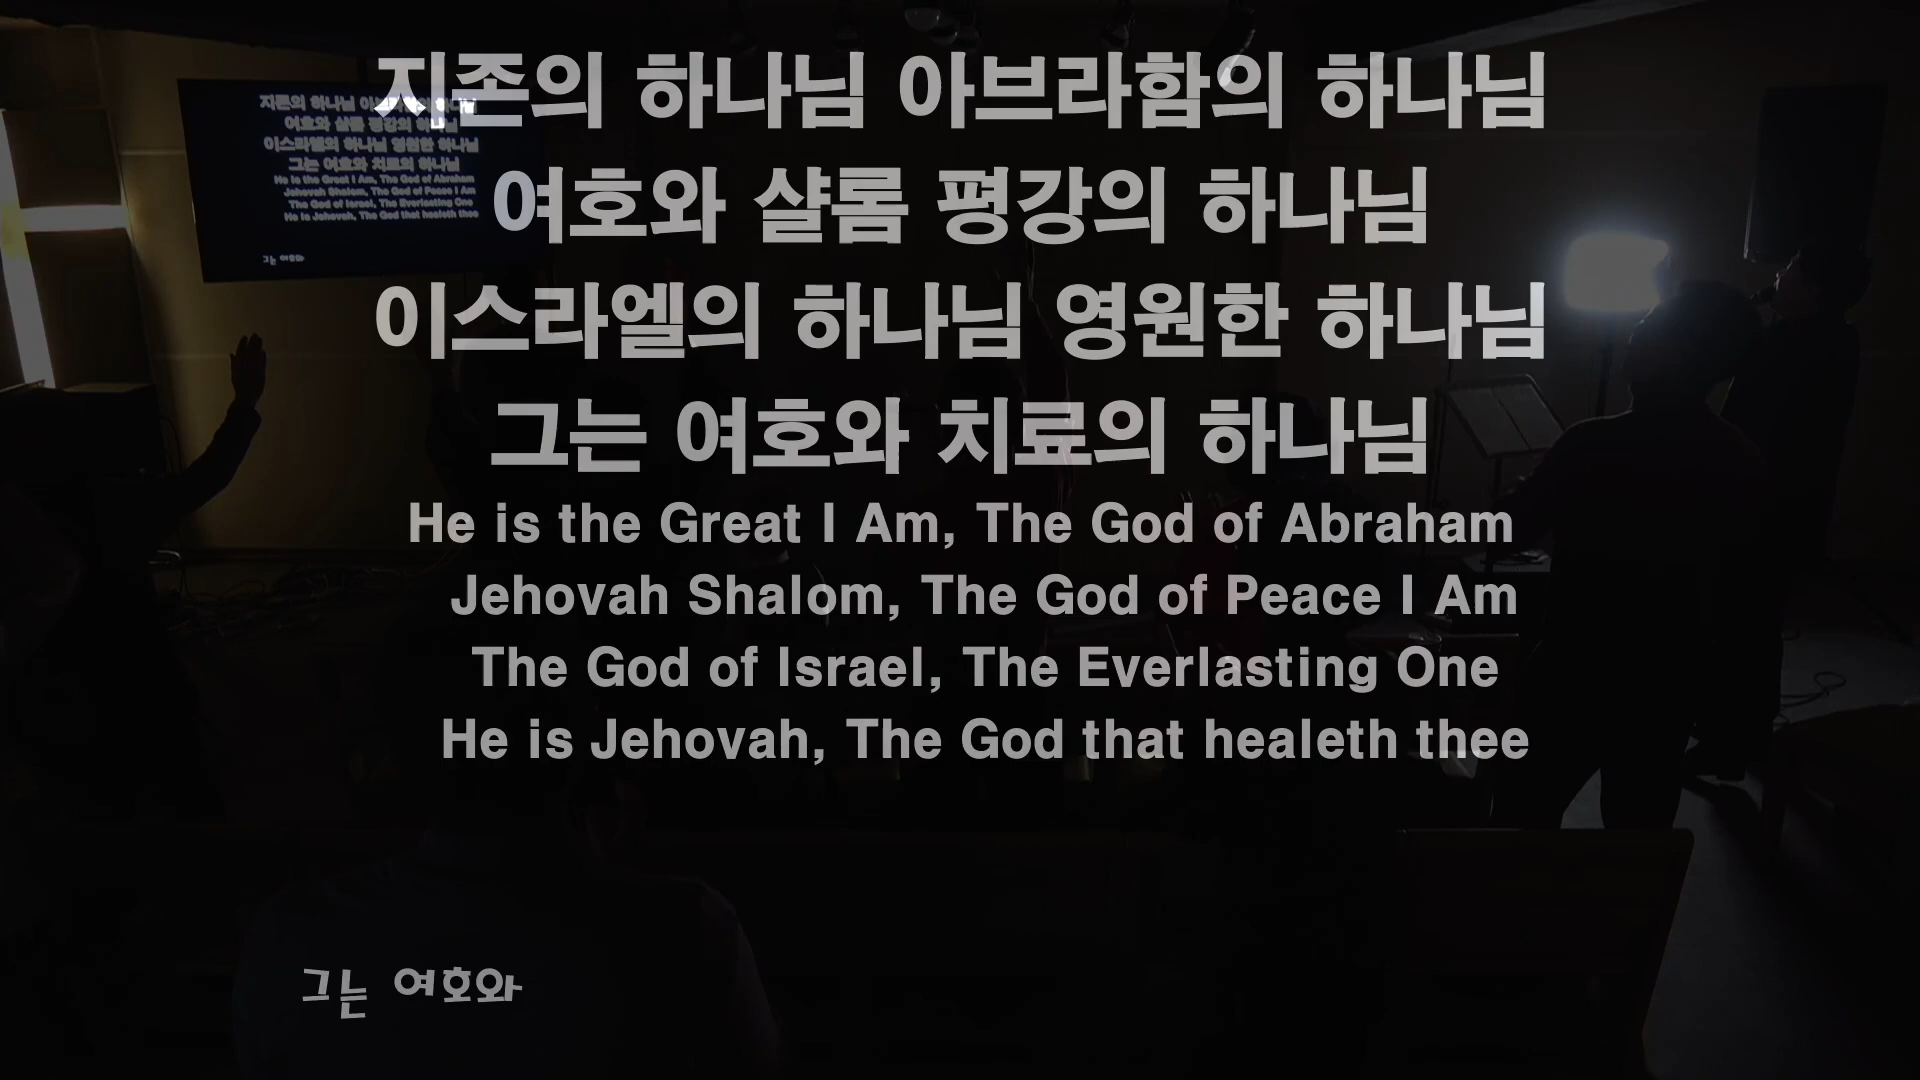 지존의 하나님 아브라함의 하나님
여호와 샬롬 평강의 하나님
이스라엘의 하나님 영원한 하나님
그는 여호와 치료의 하나님
He is the Great I Am, The God of Abraham
Jehovah Shalom, The God of Peace I Am
The God of Israel, The Everlasting One
He is Jehovah, The God that healeth thee
그는 여호와
지존의 하나님 아브라함의 하나님
여호와 샬롬 평강의 하나님
이스라엘의 하나님 영원한 하나님
그는 여호와 치료의 하나님
He is the Great I Am, The God of Abraham
Jehovah Shalom, The God of Peace I Am
The God of Israel, The Everlasting One
He is Jehovah, The God that healeth thee
그는 여호와